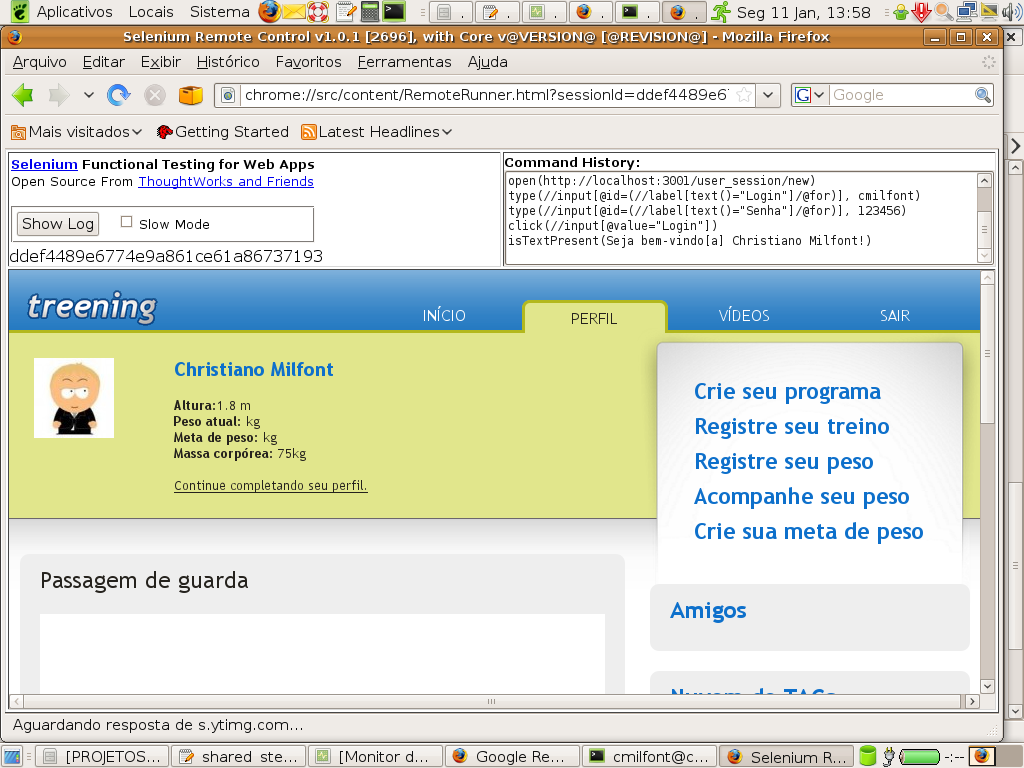 Aplicativos Locais Sistema
Seg 11 Jan, 13:58
Selenium Remote Control v1.0.1 [2696], with Core v@VERSION@ [@REVISION@] - Mozilla Firefox
Arquivo Editar Exibir Histórico Favoritos Ferramentas Ajuda
chrome://src/content/RemoteRunner.html?sessionId=ddef4489e6
Google
Mais visitados Getting Started Latest Headlines
Selenium Functional Testing for Web Apps
Open Source From ThoughtWorks and Friends
Show Log
Slow Mode
ddef4489e6774e9a861ce61a86737193
Command History:
open(http://localhost:3001/user_session/new)
type(//input[@id=(//label[text()="Login"]/@for)], cmilfont)
type(//input[@id=(//label[text()="Senha"]/@for)], 123456)
click(//input[@value="Login"])
isTextPresent(Seja bem-vindo[a] Christiano Milfont!)
treening
INÍCIO
PERFIL
VÍDEOS
SAIR
Christiano Milfont
Altura:1.8 m
Peso atual: kg
Meta de peso: kg
Massa corpórea: 75kg
Continue completando seu perfil.
Crie seu programa
Registre seu treino
Registre seu peso
Acompanhe seu peso
Crie sua meta de peso
Passagem de guarda
Amigos
Nuvem de TAGs
Aguardando resposta de s.ytimg.com...
[PROJETOS...
shared_ste...
[Monitor d...
Google Re...
cmilfont@c...
Selenium R...
-:--